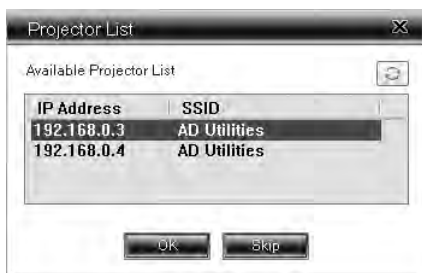 Projector List
Available Projector List
IP Address SSID
192.168.0.3 AD Utilities
192.168.0.4 AD Utilities
OK Skip